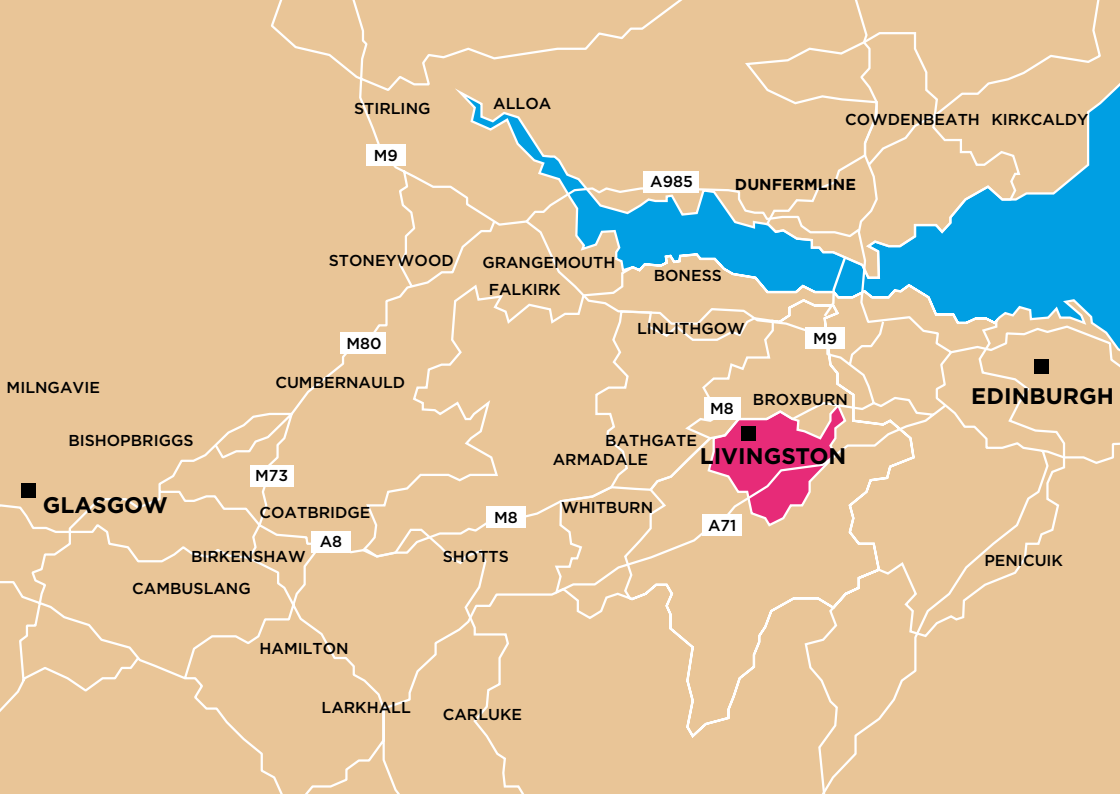 ALLOA
STIRLING
COWDENBEATH
KIRKCALDY
M9
A985
DUNFERMLINE
STONEYWOOD
GRANGEMOUTH
BONESS
FALKIRK
LINLITHGOW
M9
M80
EDINBURGH
CUMBERNAULD
MILNGAVIE
BROXBURN
M8
BISHOPBRIGGS
BATHGATE
LIVINGSTON
ARMADALE
M73
GLASGOW
WHITBURN
COATBRIDGE
M8
A71
A8
BIRKENSHAW
SHOTTS
PENICUIK
CAMBUSLANG
HAMILTON
LARKHALL
CARLUKE